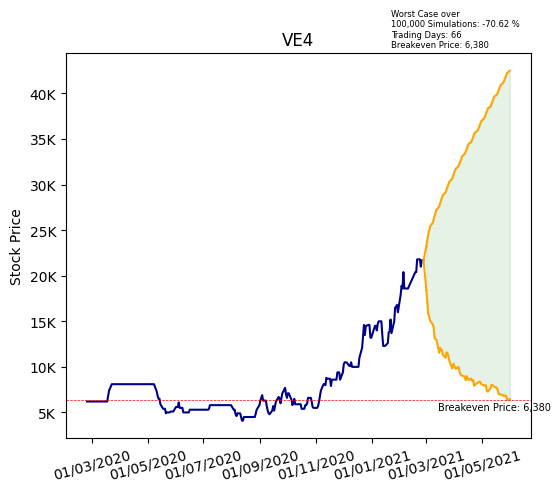 Worst Case over
100,000 Simulations: -70.62 %
Trading Days: 66
Breakeven Price: 6,380
VE4
Stock Price
40K
35K
30K
25K
20K
15K
10K
5K
Breakeven Price: 6,380
01/03/2020
01/05/2020
01/07/2020
01/09/2020
01/11/2020
01/01/2021
01/03/2021
01/05/2021